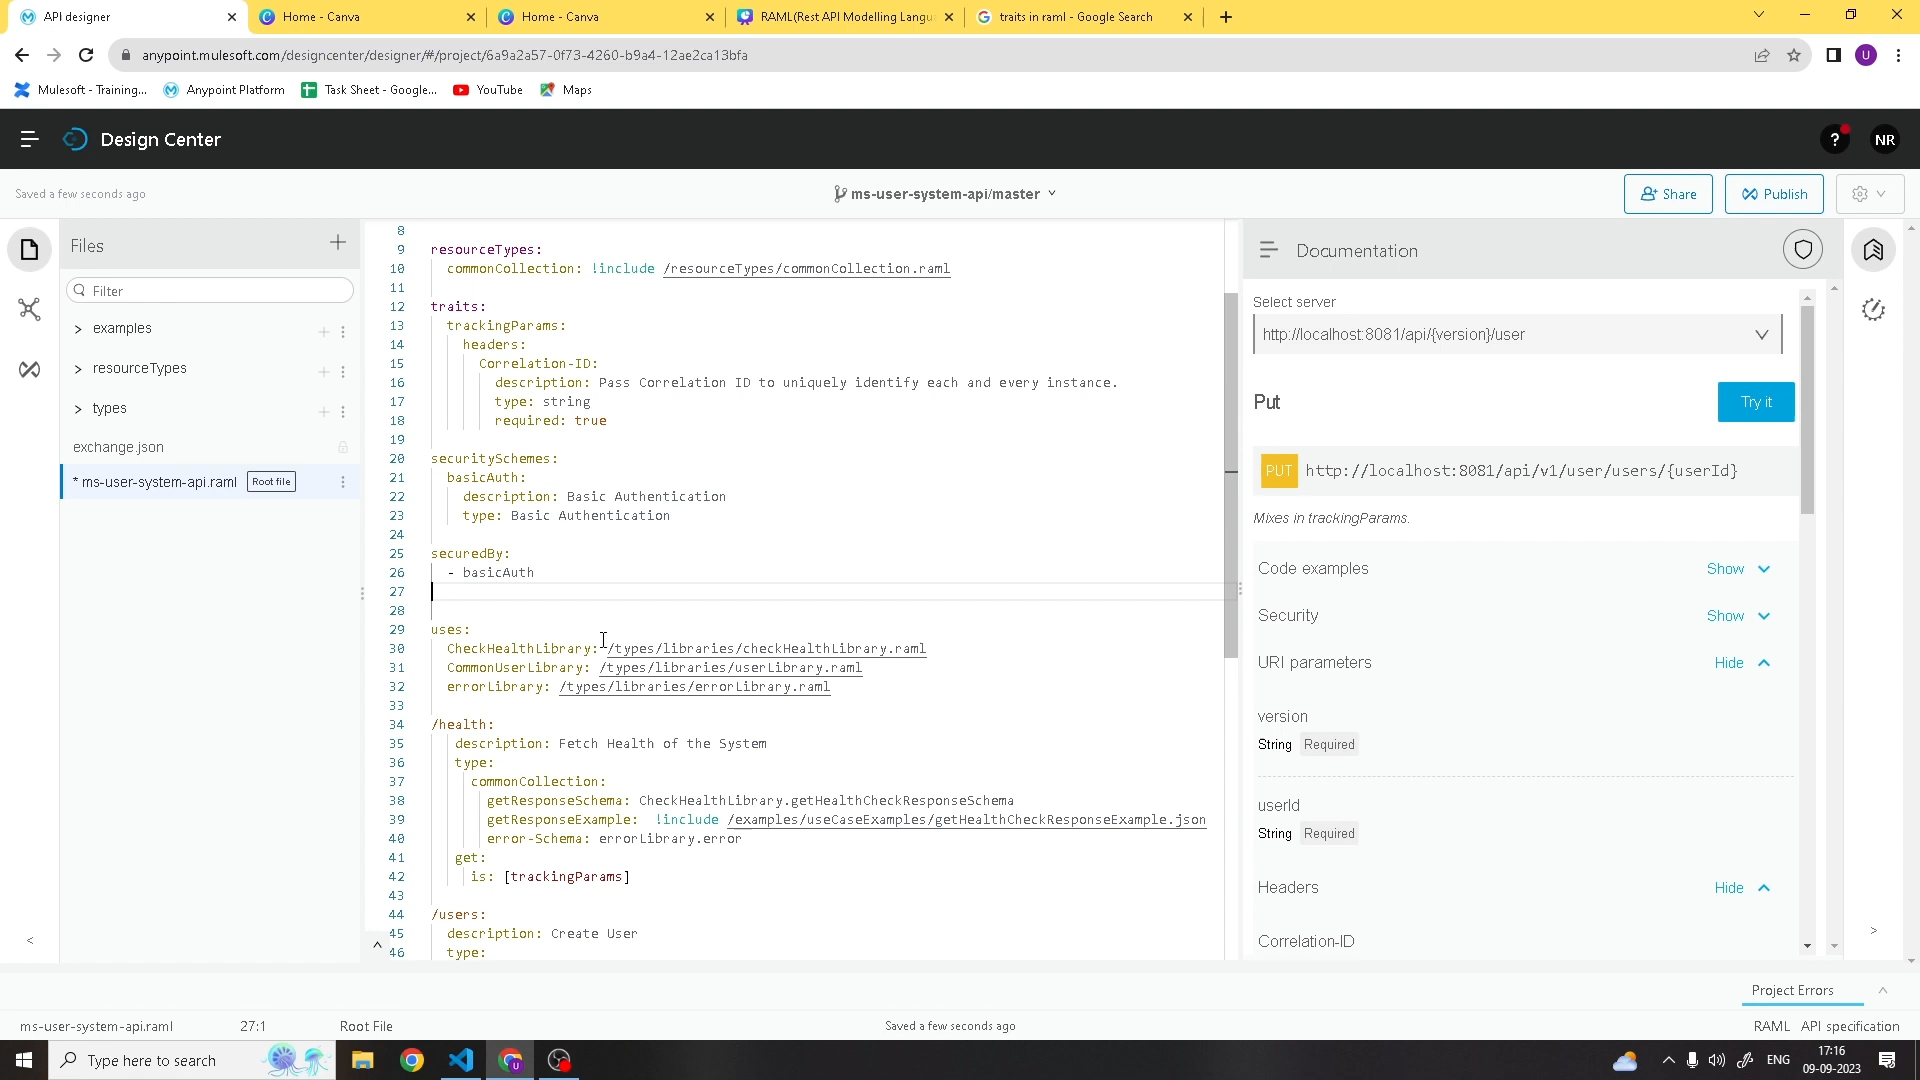 API designer
Home - Canva
Home - Canva
RAML(Rest API Modelling Langu
traits in raml - Google Search
anypoint.mulesoft.com/designcenter/designer/#/project/6a9a2a57-0f73-4260-b9a4-12ae2ca13bfa
U
Mulesoft - Training...
Anypoint Platform
Task Sheet - Google...
YouTube
Maps
Design Center
?
NR
Saved a few seconds ago
ms-user-system-api/master
Share
Publish
Files
Filter
examples
resourceTypes
types
exchange.json
* ms-user-system-api.raml
Root file
8
9 resourceTypes:
10 commonCollection: !include /resourceTypes/commonCollection.raml
11
12 traits:
13 trackingParams:
14 headers:
15 Correlation-ID:
16 description: Pass Correlation ID to uniquely identify each and every instance.
17 type: string
18 required: true
19
20 securitySchemes:
21 basicAuth:
22 description: Basic Authentication
23 type: Basic Authentication
24
25 securedBy:
26 - basicAuth
27
28
29 uses:
30 CheckHealthLibrary: /types/libraries/checkHealthLibrary.raml
31 CommonUserLibrary: /types/libraries/userLibrary.raml
32 errorLibrary: /types/libraries/errorLibrary.raml
33
34 /health:
35 description: Fetch Health of the System
36 type:
37 commonCollection:
38 getResponseSchema: CheckHealthLibrary.getHealthCheckResponseSchema
39 getResponseExample: !include /examples/useCaseExamples/getHealthCheckResponseExample.json
40 error-Schema: errorLibrary.error
41 get:
42 is: [trackingParams]
43
44 /users:
45 description: Create User
46 type:
Documentation
Select server
http://localhost:8081/api/{version}/user
Put
Try it
PUT http://localhost:8081/api/v1/user/users/{userId}
Mixes in trackingParams.
Code examples
Show
Security
Show
URI parameters
Hide
version
String Required
userId
String Required
Headers
Hide
Correlation-ID
Project Errors
ms-user-system-api.raml
27:1
Root File
Saved a few seconds ago
RAML
API specification
Type here to search
U
ENG
17:16
09-09-2023